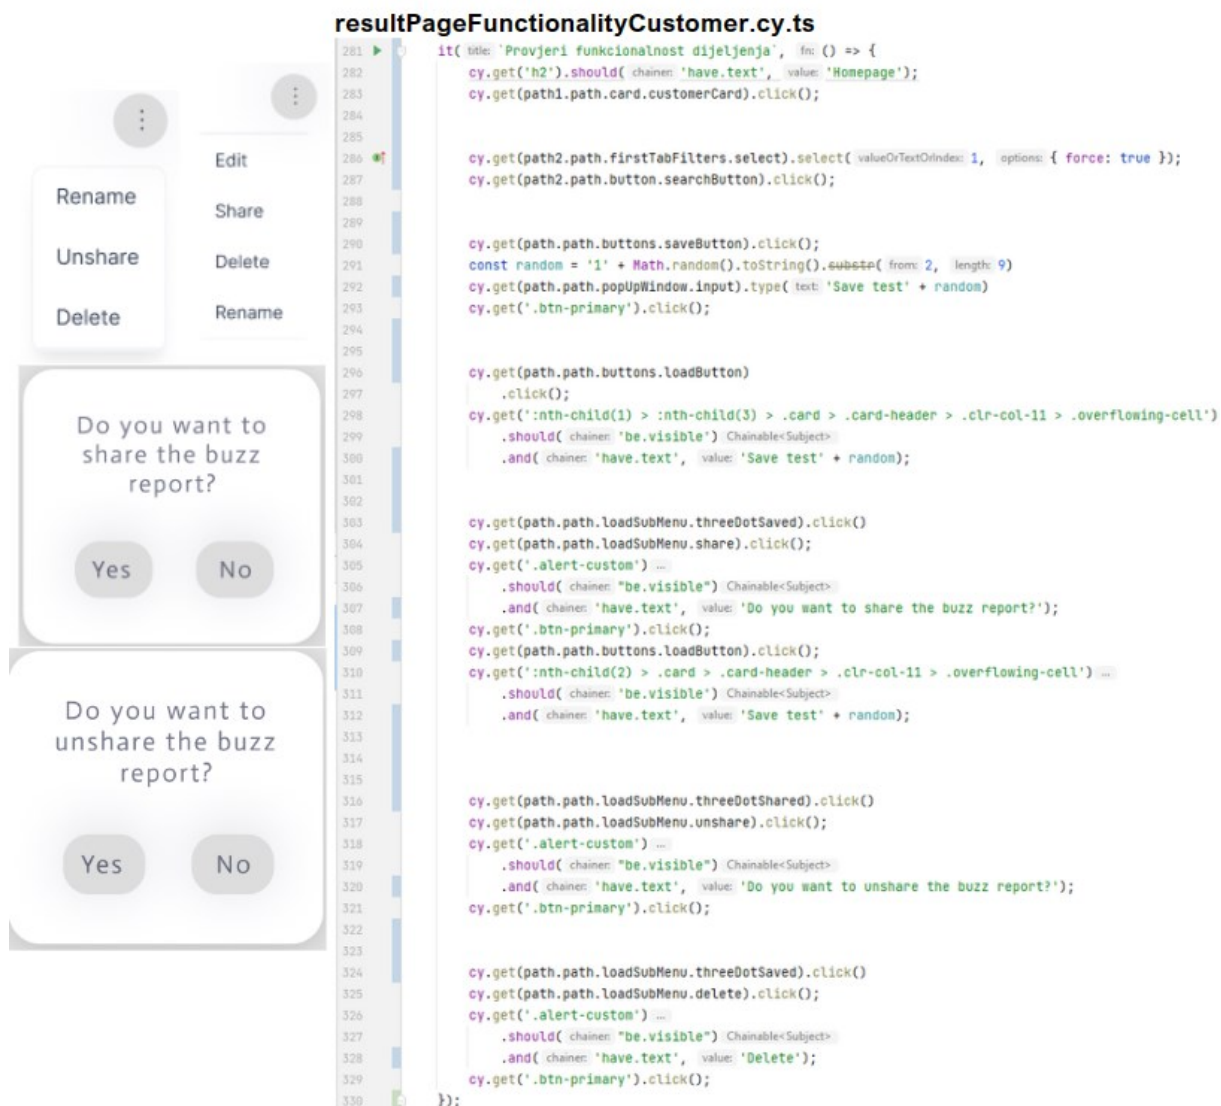 resultPageFunctionalityCustomer.cy.ts
Rename
Unshare
Delete
Edit
Share
Delete
Rename
Do you want to
share the buzz
report?
Yes No
Do you want to
unshare the buzz
report?
Yes No
281 it( title: `Provjeri funkcionalnost dijeljenja`, fn: () => {
282 cy.get('h2').should( chainer: 'have.text', value: 'Homepage');
283 cy.get(path1.path.card.customerCard).click();
284
285
286 cy.get(path2.path.firstTabFilters.select).select( valueOrTextOrIndex: 1, options: { force: true });
287 cy.get(path2.path.button.searchButton).click();
288
289
290 cy.get(path.path.buttons.saveButton).click();
291 const random = '1' + Math.random().toString().substr( from: 2, length: 9)
292 cy.get(path.path.popUpWindow.input).type( text: 'Save test' + random)
293 cy.get('.btn-primary').click();
294
295
296 cy.get(path.path.buttons.loadButton)
297 .click();
298 cy.get(':nth-child(1) > :nth-child(3) > .card > .card-header > .clr-col-11 > .overflowing-cell')
299 .should( chainer: 'be.visible') Chainable<Subject>
300 .and( chainer: 'have.text', value: 'Save test' + random);
301
302
303 cy.get(path.path.loadSubMenu.threeDotSaved).click()
304 cy.get(path.path.loadSubMenu.share).click();
305 cy.get('.alert-custom') …
306 .should( chainer: "be.visible") Chainable<Subject>
307 .and( chainer: 'have.text', value: 'Do you want to share the buzz report?');
308 cy.get('.btn-primary').click();
309 cy.get(path.path.buttons.loadButton).click();
310 cy.get(':nth-child(2) > .card > .card-header > .clr-col-11 > .overflowing-cell') …
311 .should( chainer: 'be.visible') Chainable<Subject>
312 .and( chainer: 'have.text', value: 'Save test' + random);
313
314
315
316 cy.get(path.path.loadSubMenu.threeDotShared).click()
317 cy.get(path.path.loadSubMenu.unshare).click();
318 cy.get('.alert-custom') …
319 .should( chainer: "be.visible") Chainable<Subject>
320 .and( chainer: 'have.text', value: 'Do you want to unshare the buzz report?');
321 cy.get('.btn-primary').click();
322
323
324 cy.get(path.path.loadSubMenu.threeDotSaved).click()
325 cy.get(path.path.loadSubMenu.delete).click();
326 cy.get('.alert-custom') …
327 .should( chainer: "be.visible") Chainable<Subject>
328 .and( chainer: 'have.text', value: 'Delete');
329 cy.get('.btn-primary').click();
330 });